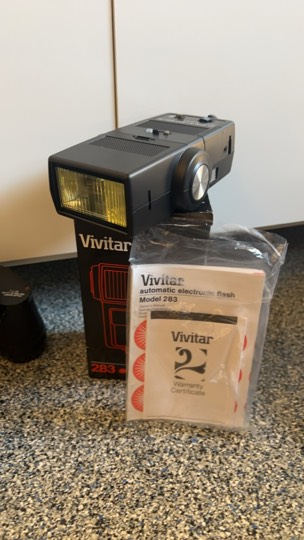 Vivitar
283
Vivitar
automatic electronic flash
Model 283
Vivitar
2
Warranty
Certificate